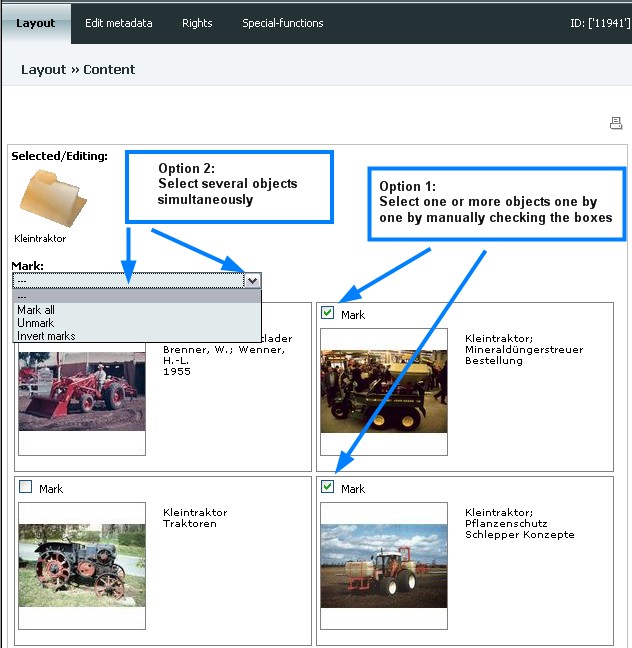 Layout Edit metadata Rights Special-functions ID: ['11941']
Layout » Content
Selected/Editing:
Option 2:
Select several objects
simultaneously
Option 1:
Select one or more objects one by
one by manually checking the boxes
Kleintraktor
Mark:
---
---
Mark all
Unmark
Invert marks
Brenner, W.; Wenner,
H.-L.
1955
Mark
Kleintraktor;
Mineraldüngerstreuer
Bestellung
Mark
Kleintraktor
Traktoren
Mark
Kleintraktor;
Pflanzenschutz
Schlepper Konzepte